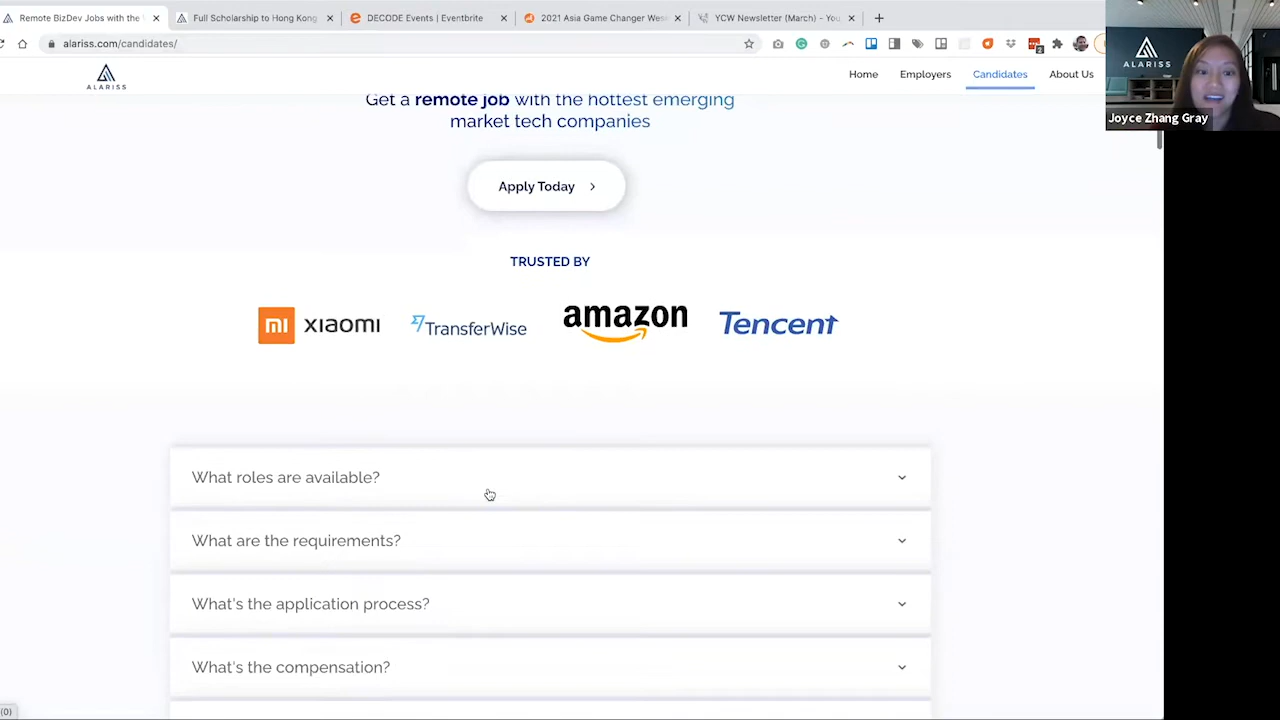 Remote BizDev Jobs with the
Full Scholarship to Hong Kong
DECODE Events | Eventbrite
2021 Asia Game Changer Wes
YCW Newsletter (March) - You
alariss.com/candidates/
2
ALARISS
Home
Employers
Candidates
About Us
ALARISS
Joyce Zhang Gray
Get a remote job with the hottest emerging
market tech companies
Apply Today
TRUSTED BY
mi xiaomi
TransferWise
amazon
Tencent
What roles are available?
What are the requirements?
What's the application process?
What's the compensation?
(0)